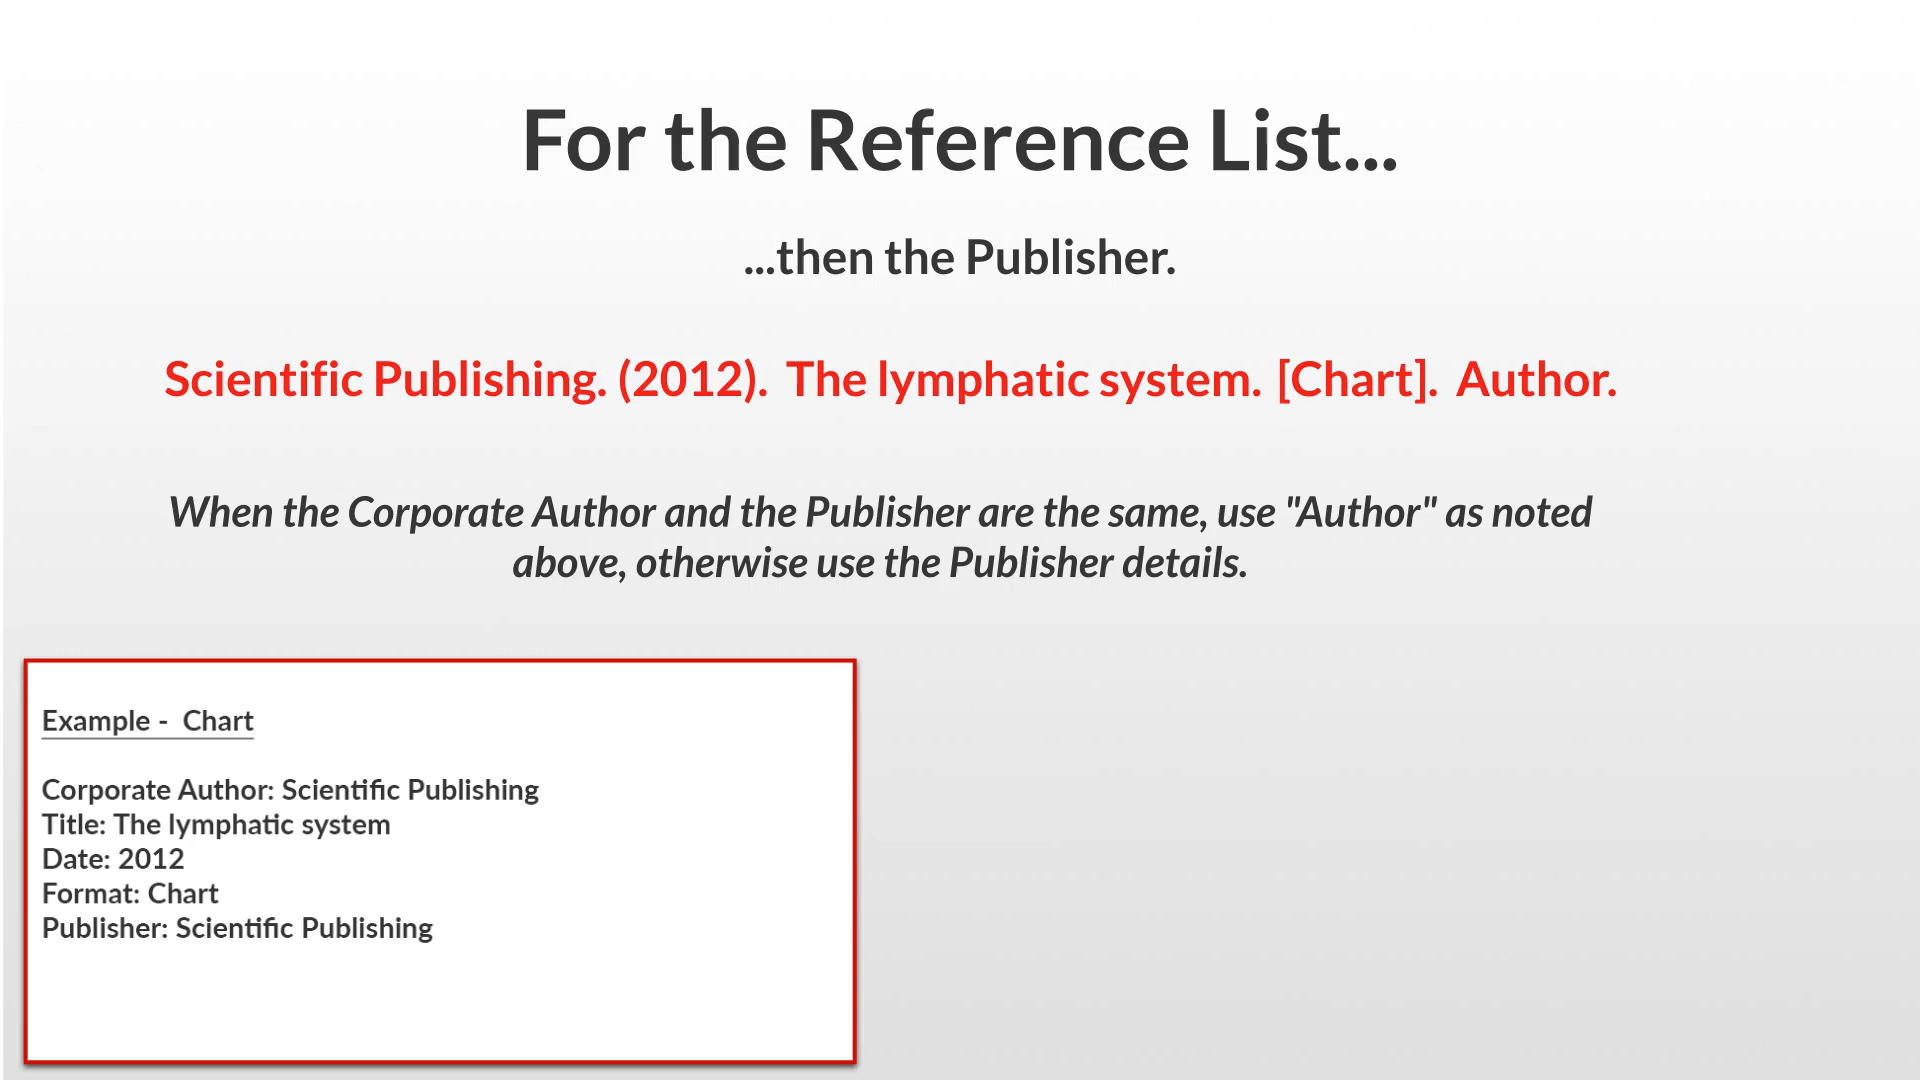 For the Reference List...
...then the Publisher.
Scientific Publishing. (2012). The lymphatic system. [Chart]. Author.
When the Corporate Author and the Publisher are the same, use "Author" as noted
above, otherwise use the Publisher details.
Example - Chart
Corporate Author: Scientific Publishing
Title: The lymphatic system
Date: 2012
Format: Chart
Publisher: Scientific Publishing